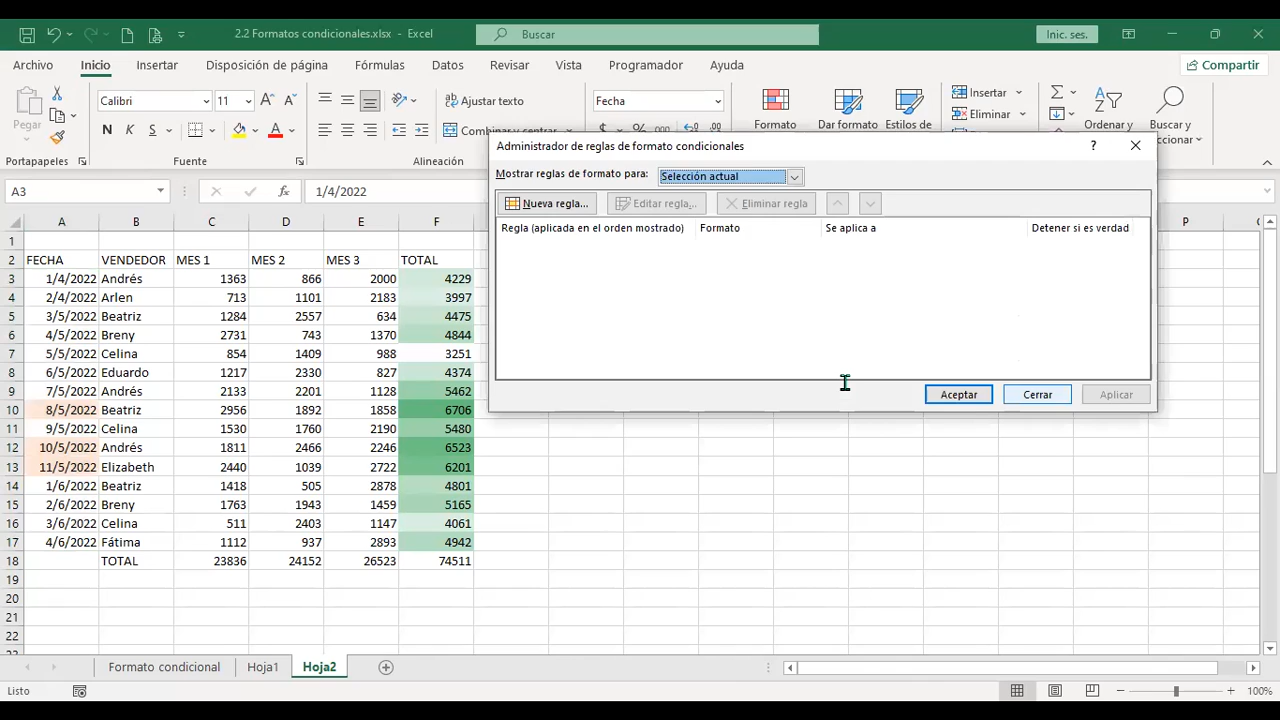 2.2 Formatos condicionales.xlsx - Excel
Buscar
Inic. ses.
Archivo Inicio Insertar Disposición de página Fórmulas Datos Revisar Vista Programador Ayuda Compartir
Pegar
Calibri 11
N K S
Ajustar texto
Combinar y centrar
Fecha
$ % 000
Formato
Dar formato
Estilos de
Insertar
Eliminar
Ordenar y
Buscar y
seleccionar
Portapapeles Fuente Alineación
Administrador de reglas de formato condicionales
? ×
Mostrar reglas de formato para: Selección actual
Nueva regla... Editar regla... Eliminar regla
Regla (aplicada en el orden mostrado) Formato Se aplica a Detener si es verdad
Aceptar Cerrar Aplicar
A3 fx 1/4/2022
A B C D E F P
1
2 FECHA VENDEDOR MES 1 MES 2 MES 3 TOTAL
3 1/4/2022 Andrés 1363 866 2000 4229
4 2/4/2022 Arlen 713 1101 2183 3997
5 3/5/2022 Beatriz 1284 2557 634 4475
6 4/5/2022 Breny 2731 743 1370 4844
7 5/5/2022 Celina 854 1409 988 3251
8 6/5/2022 Eduardo 1217 2330 827 4374
9 7/5/2022 Andrés 2133 2201 1128 5462
10 8/5/2022 Beatriz 2956 1892 1858 6706
11 9/5/2022 Celina 1530 1760 2190 5480
12 10/5/2022 Andrés 1811 2466 2246 6523
13 11/5/2022 Elizabeth 2440 1039 2722 6201
14 1/6/2022 Beatriz 1418 505 2878 4801
15 2/6/2022 Breny 1763 1943 1459 5165
16 3/6/2022 Celina 511 2403 1147 4061
17 4/6/2022 Fátima 1112 937 2893 4942
18 TOTAL 23836 24152 26523 74511
19
20
21
22
Formato condicional Hoja1 Hoja2
Listo
100%